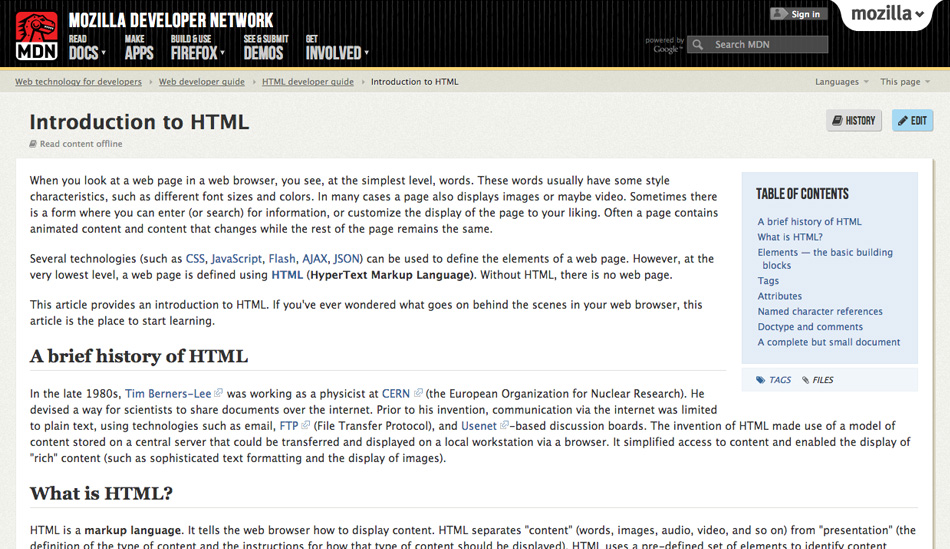 MOZILLA DEVELOPER NETWORK
Sign in
mozilla
MDN
READ DOCS
MAKE APPS
BUILD & USE FIREFOX
SEE & SUBMIT DEMOS
GET INVOLVED
powered by Google™
Search MDN
Web technology for developers › Web developer guide › HTML developer guide › Introduction to HTML
Languages
This page
Introduction to HTML
HISTORY
EDIT
Read content offline
When you look at a web page in a web browser, you see, at the simplest level, words. These words usually have some style
characteristics, such as different font sizes and colors. In many cases a page also displays images or maybe video. Sometimes there
is a form where you can enter (or search) for information, or customize the display of the page to your liking. Often a page contains
animated content and content that changes while the rest of the page remains the same.
Several technologies (such as CSS, JavaScript, Flash, AJAX, JSON) can be used to define the elements of a web page. However, at the
very lowest level, a web page is defined using HTML (HyperText Markup Language). Without HTML, there is no web page.
This article provides an introduction to HTML. If you've ever wondered what goes on behind the scenes in your web browser, this
article is the place to start learning.
TABLE OF CONTENTS
A brief history of HTML
What is HTML?
Elements — the basic building
blocks
Tags
Attributes
Named character references
Doctype and comments
A complete but small document
TAGS
FILES
A brief history of HTML
In the late 1980s, Tim Berners-Lee was working as a physicist at CERN (the European Organization for Nuclear Research). He
devised a way for scientists to share documents over the internet. Prior to his invention, communication via the internet was limited
to plain text, using technologies such as email, FTP (File Transfer Protocol), and Usenet-based discussion boards. The invention of HTML made use of a model of
content stored on a central server that could be transferred and displayed on a local workstation via a browser. It simplified access to content and enabled the display of
"rich" content (such as sophisticated text formatting and the display of images).
What is HTML?
HTML is a markup language. It tells the web browser how to display content. HTML separates "content" (words, images, audio, video, and so on) from "presentation" (the
definition of the type of content and the instructions for how that type of content should be displayed). HTML uses a pre-defined set of elements to identify content